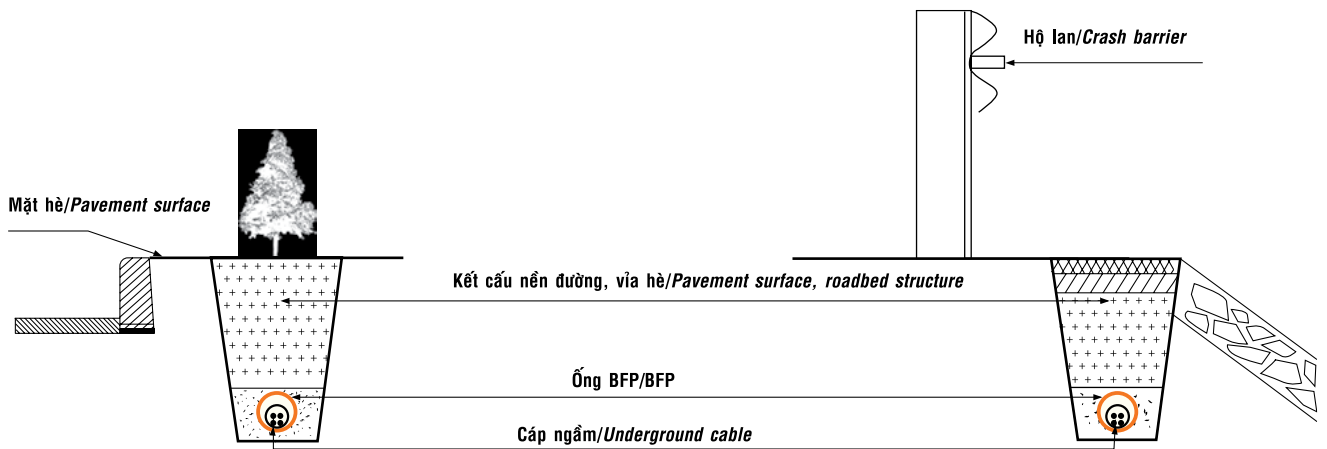 Hộ lan/Crash barrier
Mặt hè/Pavement surface
Kết cấu nền đường, vỉa hè/Pavement surface, roadbed structure
Ống BFP/BFP
Cáp ngầm/Underground cable